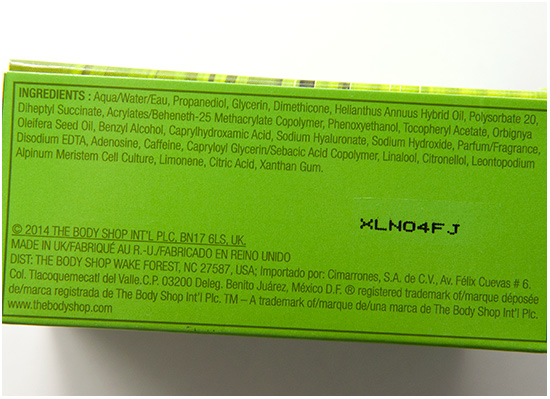 INGREDIENTS : Aqua/Water/Eau, Propanediol, Glycerin, Dimethicone, Helianthus Annuus Hybrid Oil, Polysorbate 20,
Diheptyl Succinate, Acrylates/Beheneth-25 Methacrylate Copolymer, Phenoxyethanol, Tocopheryl Acetate, Orbignya
Oleifera Seed Oil, Benzyl Alcohol, Caprylhydroxamic Acid, Sodium Hyaluronate, Sodium Hydroxide, Parfum/Fragrance,
Disodium EDTA, Adenosine, Caffeine, Capryloyl Glycerin/Sebacic Acid Copolymer, Linalool, Citronellol, Leontopodium
Alpinum Meristem Cell Culture, Limonene, Citric Acid, Xanthan Gum.
XLN04FJ
© 2014 THE BODY SHOP INT'L PLC, BN17 6LS, UK.
MADE IN UK/FABRIQUÉ AU R.-U./FABRICADO EN REINO UNIDO
DIST: THE BODY SHOP WAKE FOREST, NC 27587, USA; Importado por: Cimarrones, S.A. de C.V., Av. Félix Cuevas # 6.
Col. Tlacoquemecatl del Valle.C.P. 03200 Deleg. Benito Juárez, México D.F. ® registered trademark of/marque déposée
de/marca registrada de The Body Shop Int'l Plc. TM – A trademark of/marque de/una marca de The Body Shop Int'l Plc.
www.thebodyshop.com